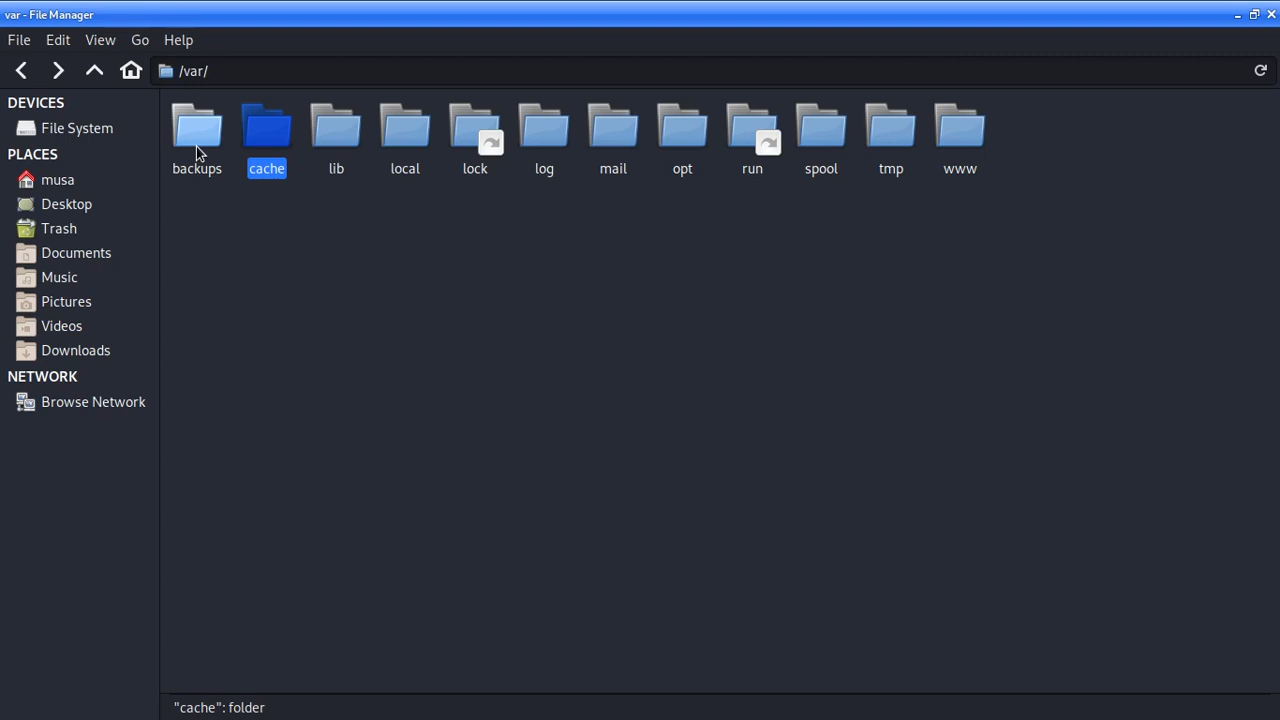 var - File Manager
File Edit View Go Help
/var/
DEVICES
File System
PLACES
musa
Desktop
Trash
Documents
Music
Pictures
Videos
Downloads
NETWORK
Browse Network
backups cache lib local lock log mail opt run spool tmp www
"cache": folder